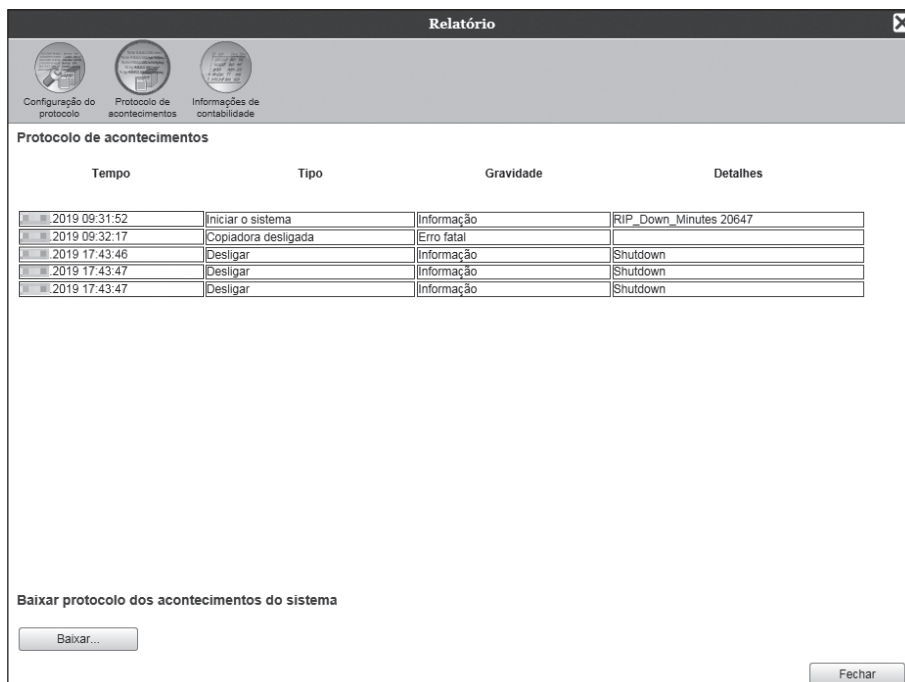 Relatório
Configuração do protocolo
Protocolo de acontecimentos
Informações de contabilidade
Protocolo de acontecimentos
Tempo Tipo Gravidade Detalhes
.2019 09:31:52 Iniciar o sistema Informação RIP_Down_Minutes 20647
.2019 09:32:17 Copiadora desligada Erro fatal
.2019 17:43:46 Desligar Informação Shutdown
.2019 17:43:47 Desligar Informação Shutdown
.2019 17:43:47 Desligar Informação Shutdown
Baixar protocolo dos acontecimentos do sistema
Baixar...
Fechar